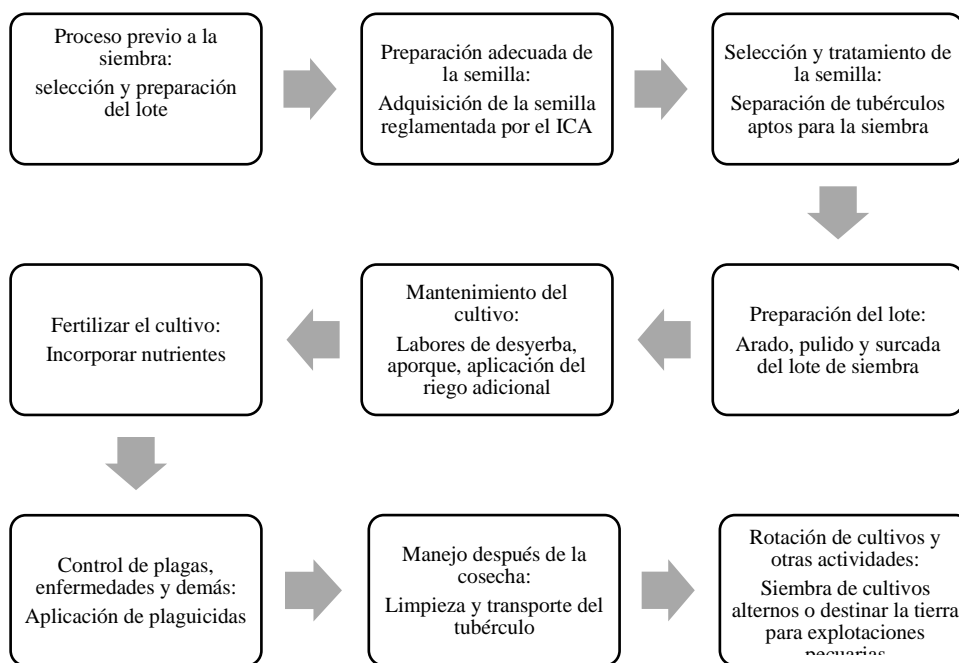 Proceso previo a la
siembra:
selección y preparación
del lote
Preparación adecuada de
la semilla:
Adquisición de la semilla
reglamentada por el ICA
Selección y tratamiento de
la semilla:
Separación de tubérculos
aptos para la siembra
Preparación del lote:
Arado, pulido y surcada
del lote de siembra
Mantenimiento del
cultivo:
Labores de desyerba,
aporque, aplicación del
riego adicional
Fertilizar el cultivo:
Incorporar nutrientes
Control de plagas,
enfermedades y demás:
Aplicación de plaguicidas
Manejo después de la
cosecha:
Limpieza y transporte del
tubérculo
Rotación de cultivos y
otras actividades:
Siembra de cultivos
alternos o destinar la tierra
para explotaciones
pecuarias